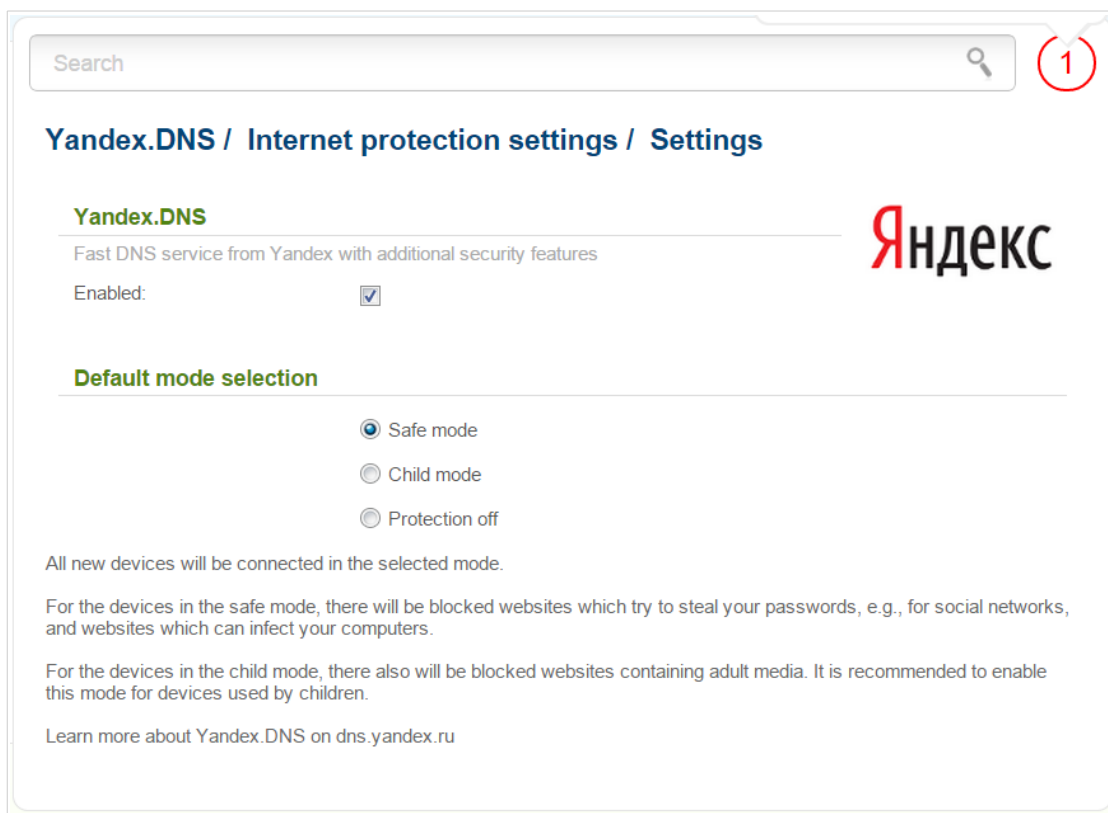 Search
1
Yandex.DNS / Internet protection settings / Settings
Yandex.DNS
Яндекс
Fast DNS service from Yandex with additional security features
Enabled:
Default mode selection
Safe mode
Child mode
Protection off
All new devices will be connected in the selected mode.
For the devices in the safe mode, there will be blocked websites which try to steal your passwords, e.g., for social networks,
and websites which can infect your computers.
For the devices in the child mode, there also will be blocked websites containing adult media. It is recommended to enable
this mode for devices used by children.
Learn more about Yandex.DNS on dns.yandex.ru